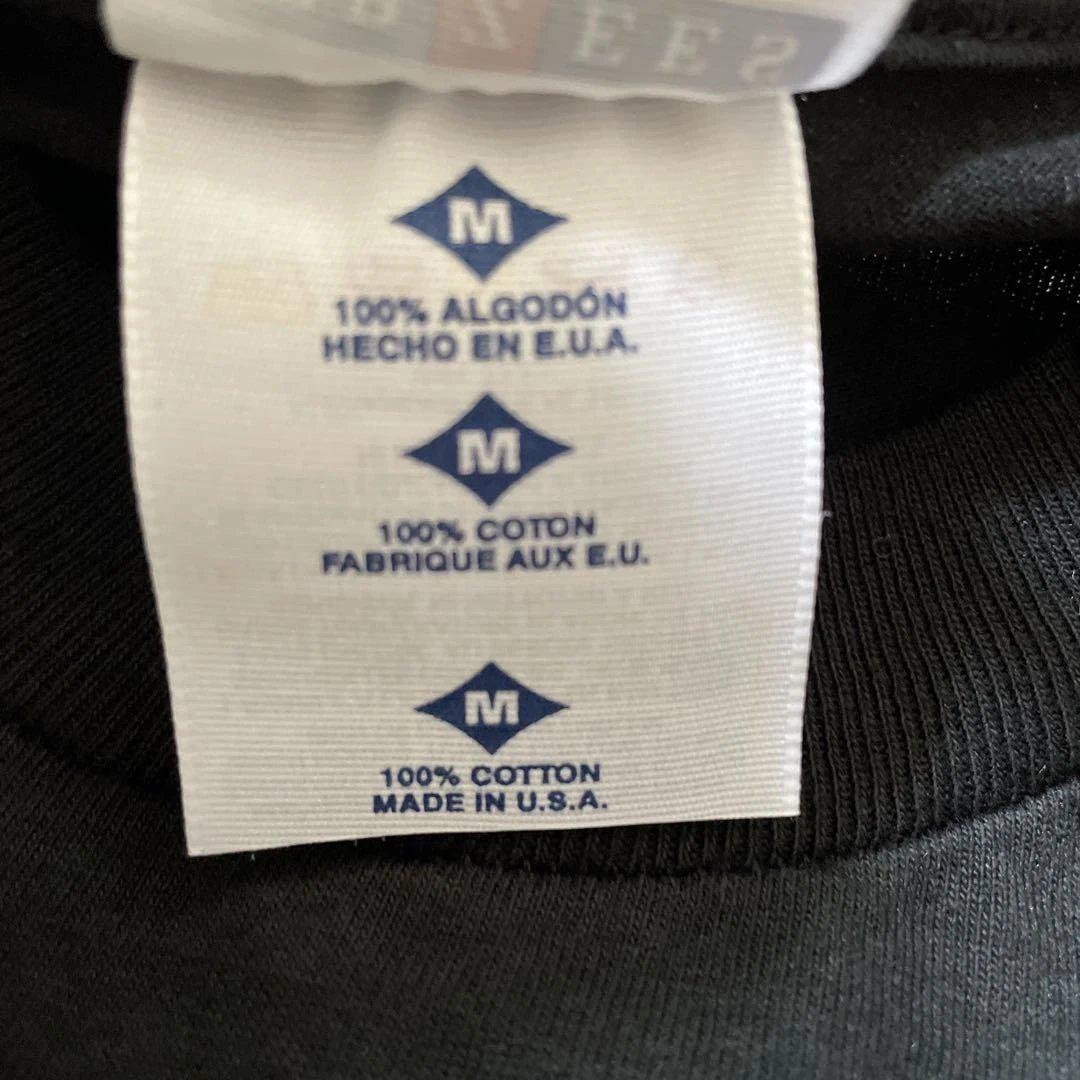 M
100% ALGODÓN
HECHO EN E.U.A.
M
100% COTON
FABRIQUE AUX E.U.
M
100% COTTON
MADE IN U.S.A.